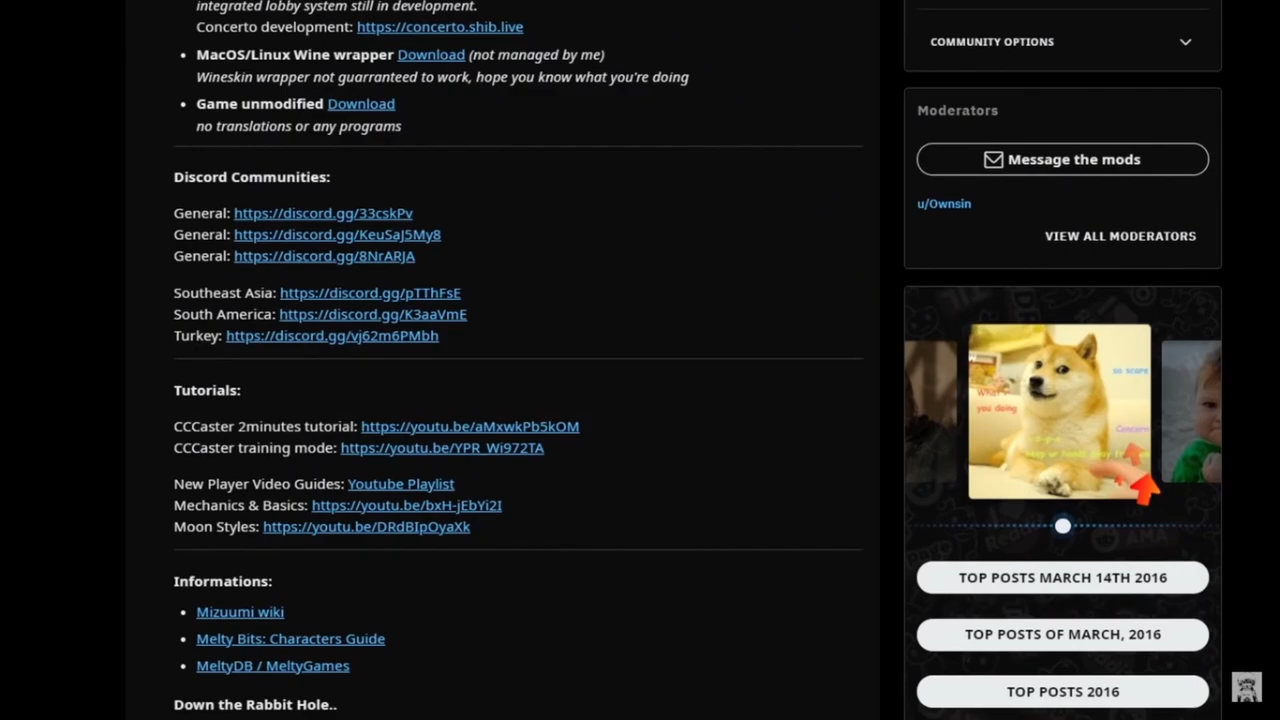 integrated lobby system still in development.
Concerto development: https://concerto.shib.live
• MacOS/Linux Wine wrapper Download (not managed by me)
Wineskin wrapper not guarranteed to work, hope you know what you're doing
• Game unmodified Download
no translations or any programs
Discord Communities:
General: https://discord.gg/33cskPv
General: https://discord.gg/KeuSaJ5My8
General: https://discord.gg/8NrARJA
Southeast Asia: https://discord.gg/pTThFsE
South America: https://discord.gg/K3aaVmE
Turkey: https://discord.gg/vj62m6PMbh
Tutorials:
CCCaster 2minutes tutorial: https://youtu.be/aMxwkPb5kOM
CCCaster training mode: https://youtu.be/YPR_Wi972TA
New Player Video Guides: Youtube Playlist
Mechanics & Basics: https://youtu.be/bxH-jEbYi2I
Moon Styles: https://youtu.be/DRdBIpOyaXk
Informations:
• Mizuumi wiki
• Melty Bits: Characters Guide
• MeltyDB / MeltyGames
Down the Rabbit Hole..
COMMUNITY OPTIONS
Moderators
Message the mods
u/Ownsin
VIEW ALL MODERATORS
so scare
What
you doing
Concern
TOP POSTS MARCH 14TH 2016
TOP POSTS OF MARCH, 2016
TOP POSTS 2016